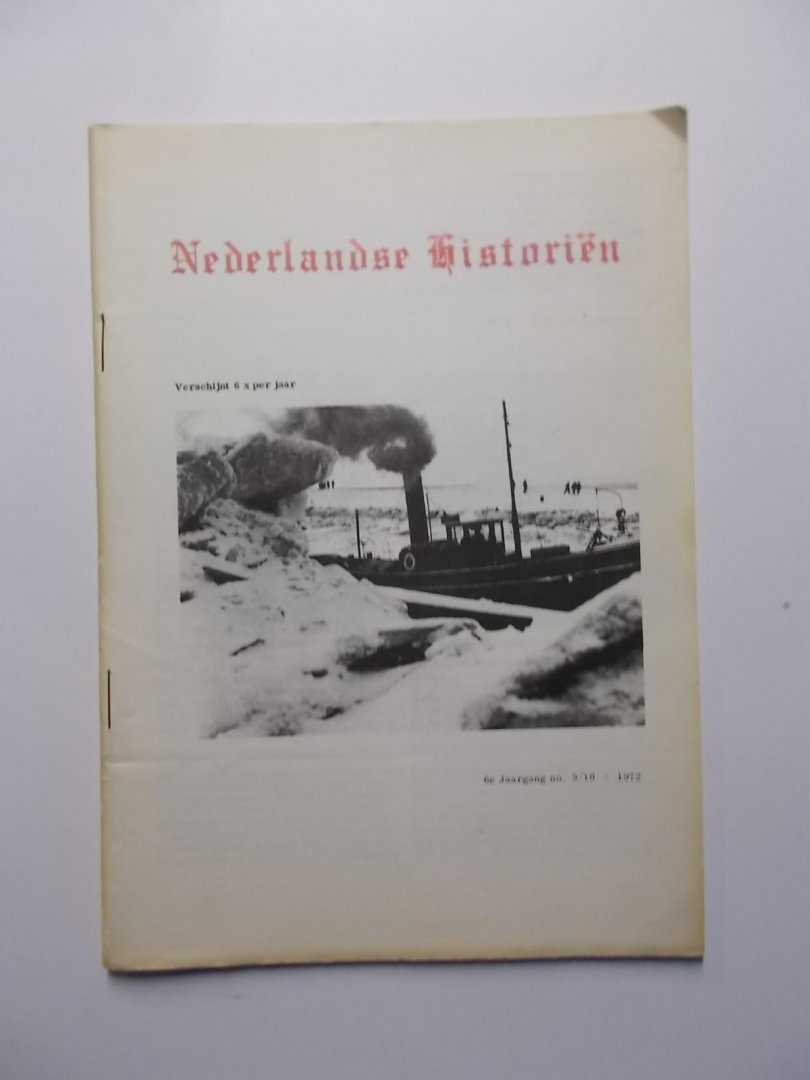 Nederlandse Historiën
Verschijnt 6 x per jaar
6e Jaargang no. 9/10 - 1972